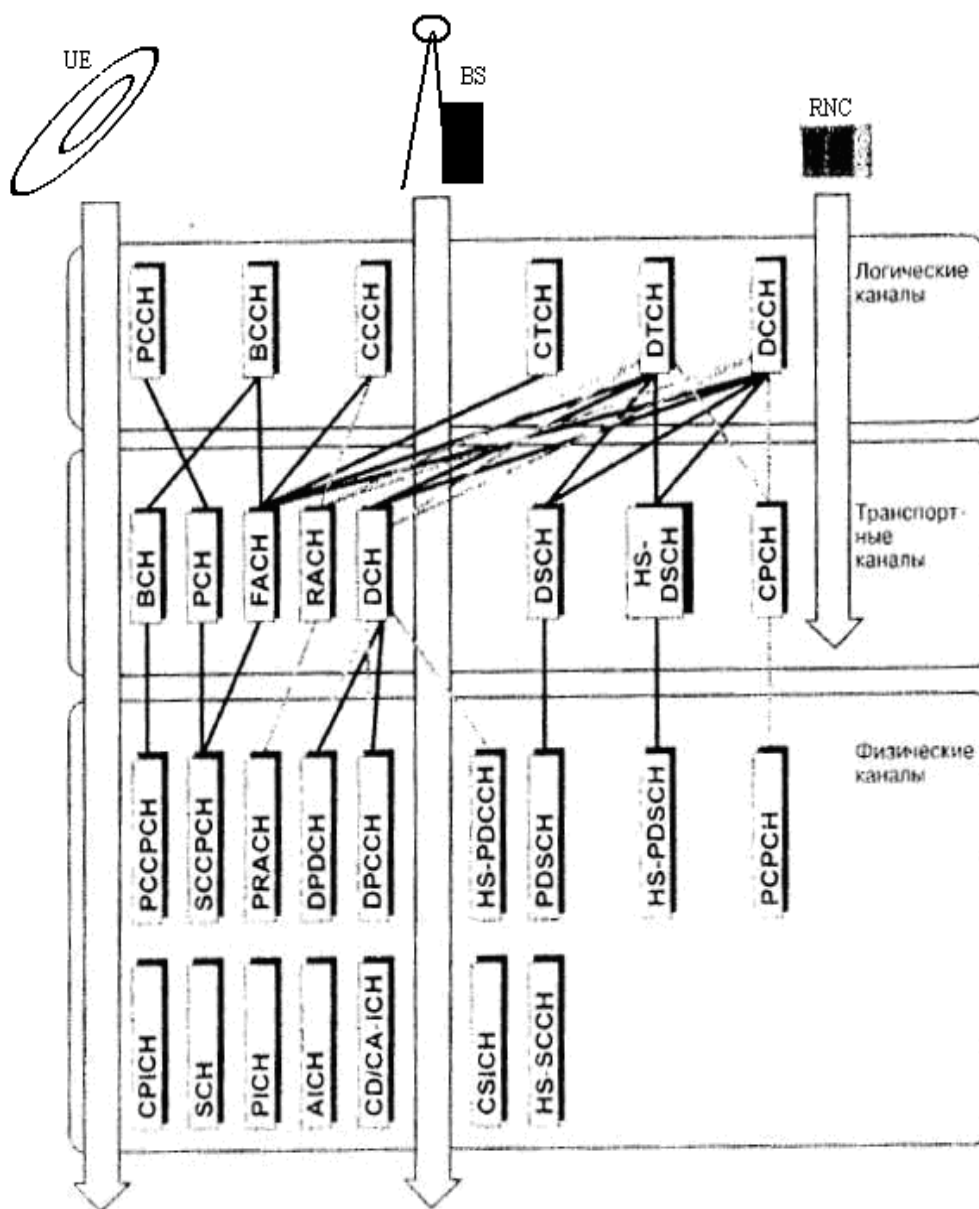 UE
BS
RNC
PCCH
BCCH
CCCH
CTCH
DTCH
DCCH
Логические
каналы
BCH
PCH
FACH
RACH
DCH
DSCH
HS-
DSCH
CPCH
Транспорт-
ные
каналы
PCCPCH
SCCPCH
PRACH
DPDCH
DPCCH
HS-PDCCH
PDSCH
HS-PDSCH
PCPCH
Физические
каналы
CPICH
SCH
PICH
AICH
CD/CA-ICH
CSICH
HS-SCCH